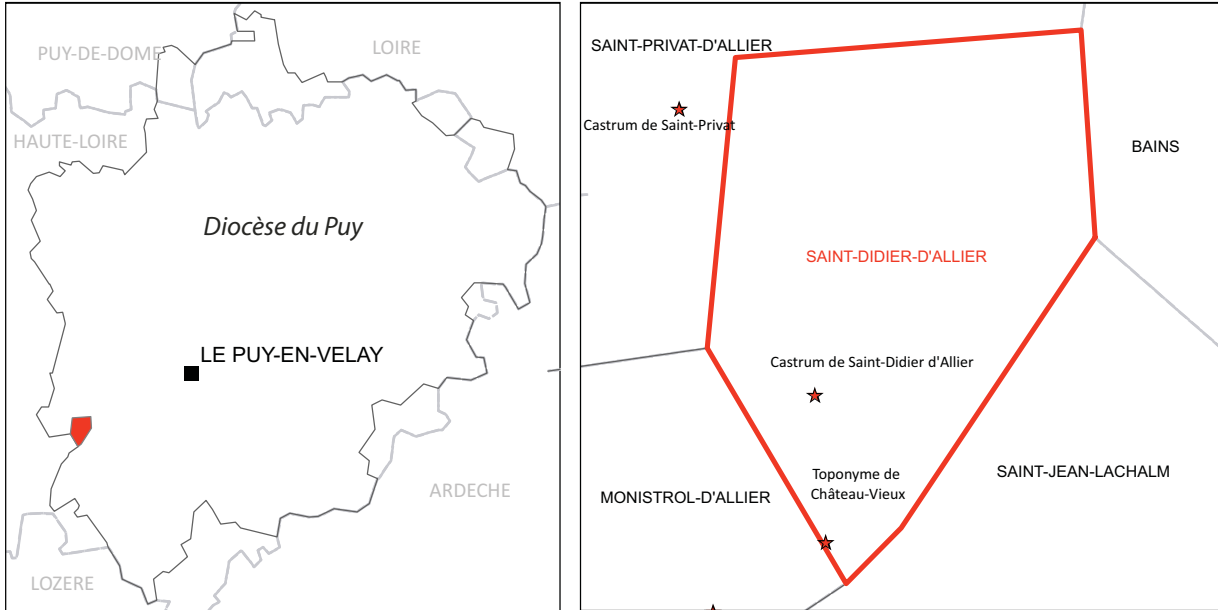 PUY-DE-DOME
LOIRE
HAUTE-LOIRE
Diocèse du Puy
LE PUY-EN-VELAY
ARDECHE
LOZERE
SAINT-PRIVAT-D'ALLIER
Castrum de Saint-Privat
BAINS
SAINT-DIDIER-D'ALLIER
Castrum de Saint-Didier d'Allier
SAINT-JEAN-LACHALM
Toponyme de
Château-Vieux
MONISTROL-D'ALLIER